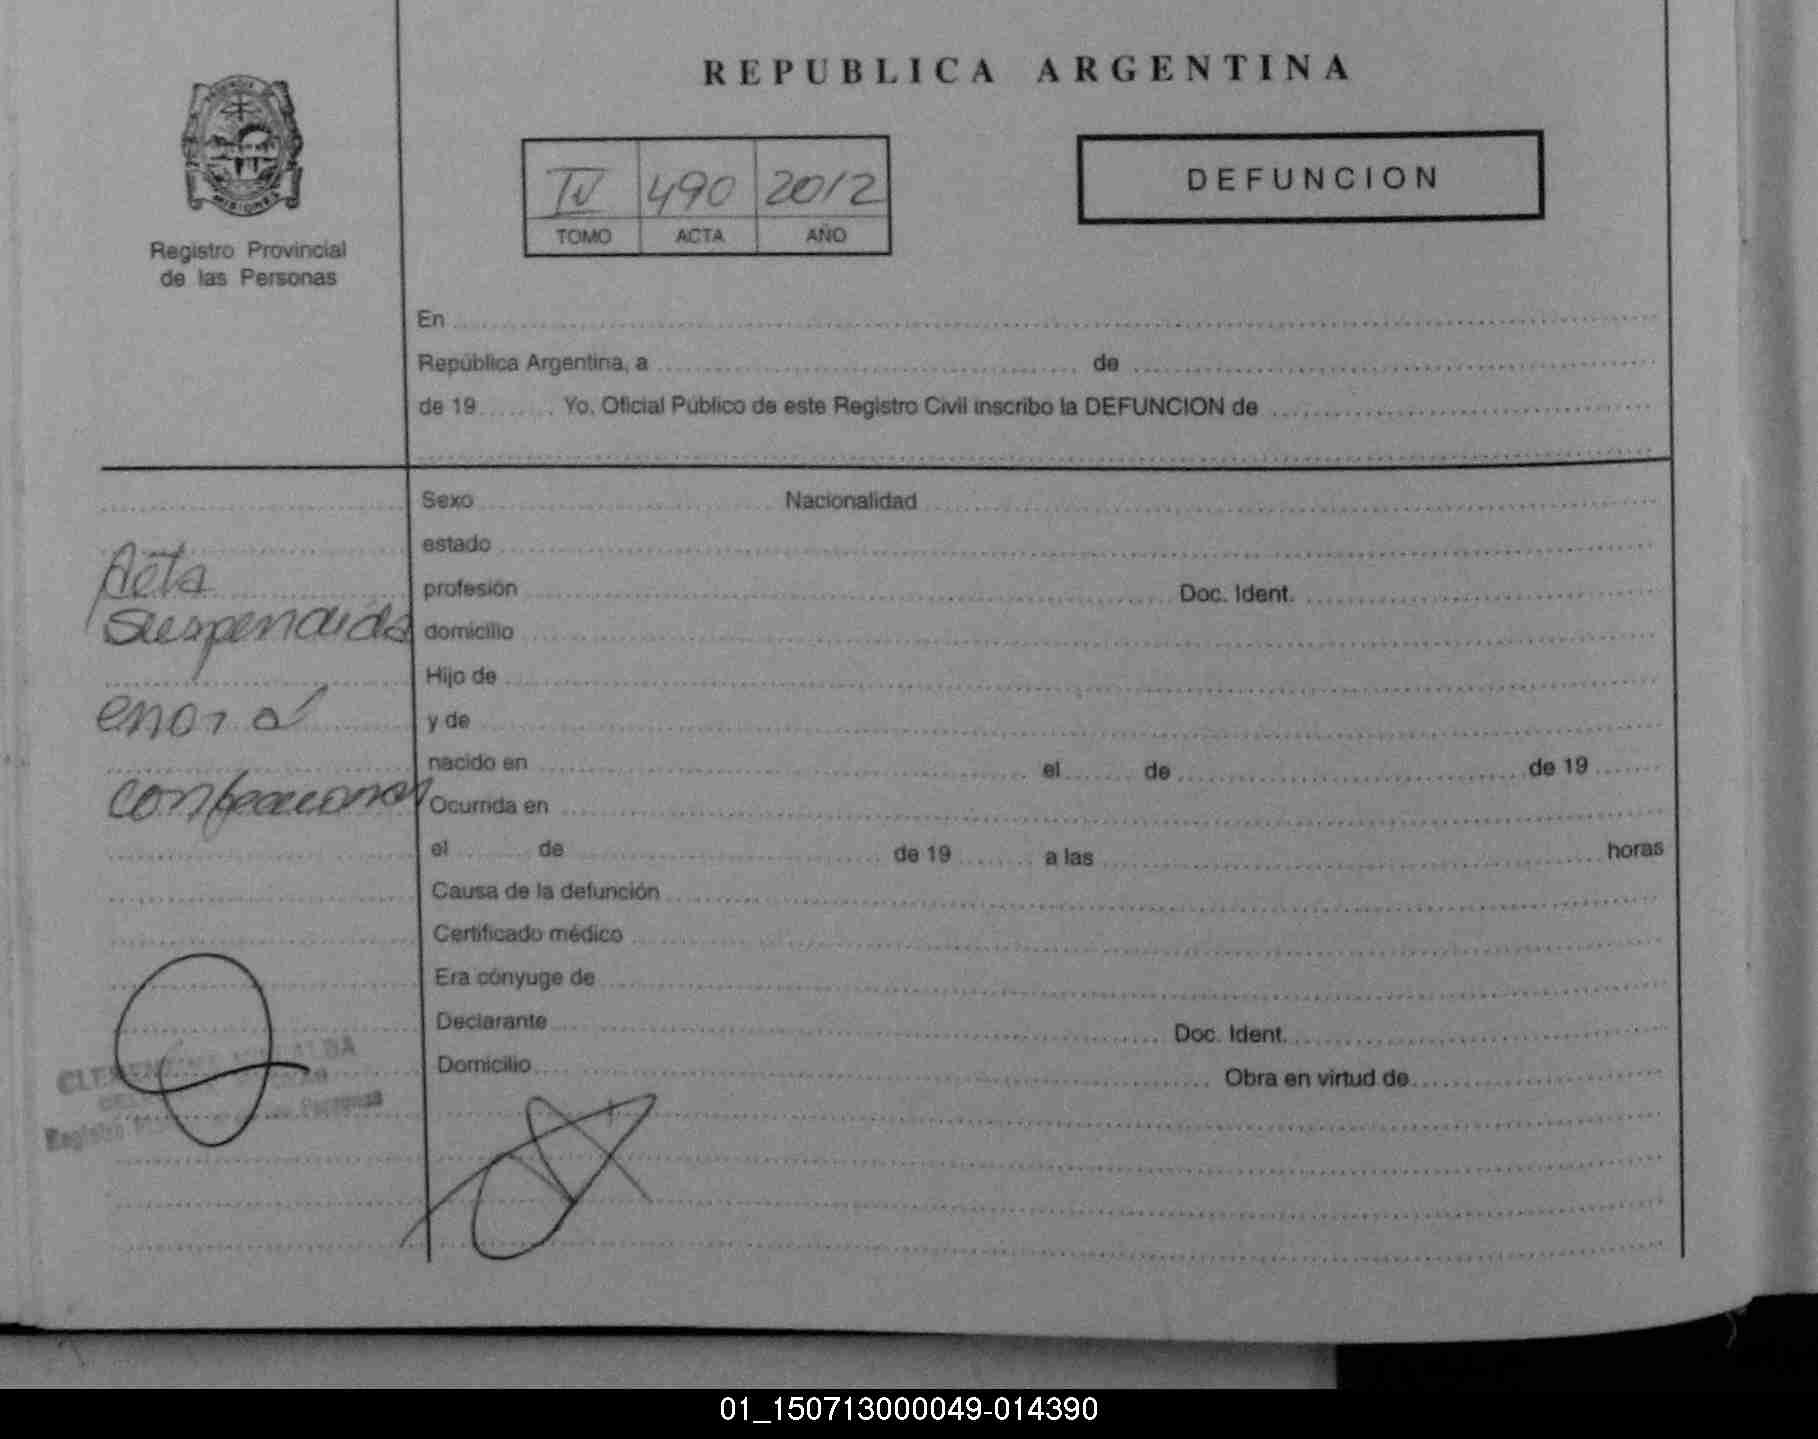 REPUBLICA ARGENTINA
MISIONES
Registro Provincial
de las Personas
IV 490 2012
TOMO ACTA AÑO
DEFUNCION
En
República Argentina, a de
de 19 Yo, Oficial Público de este Registro Civil inscribo la DEFUNCION de
Sexo Nacionalidad
estado
profesión Doc. Ident.
domicilio
Hijo de
y de
nacido en el de de 19
Ocurrida en
el de de 19 a las horas
Causa de la defunción
Certificado médico
Era cónyuge de
Declarante Doc. Ident.
Domicilio Obra en virtud de
Acta
suspendida
error al
confeccionar
Personas
01_150713000049-014390